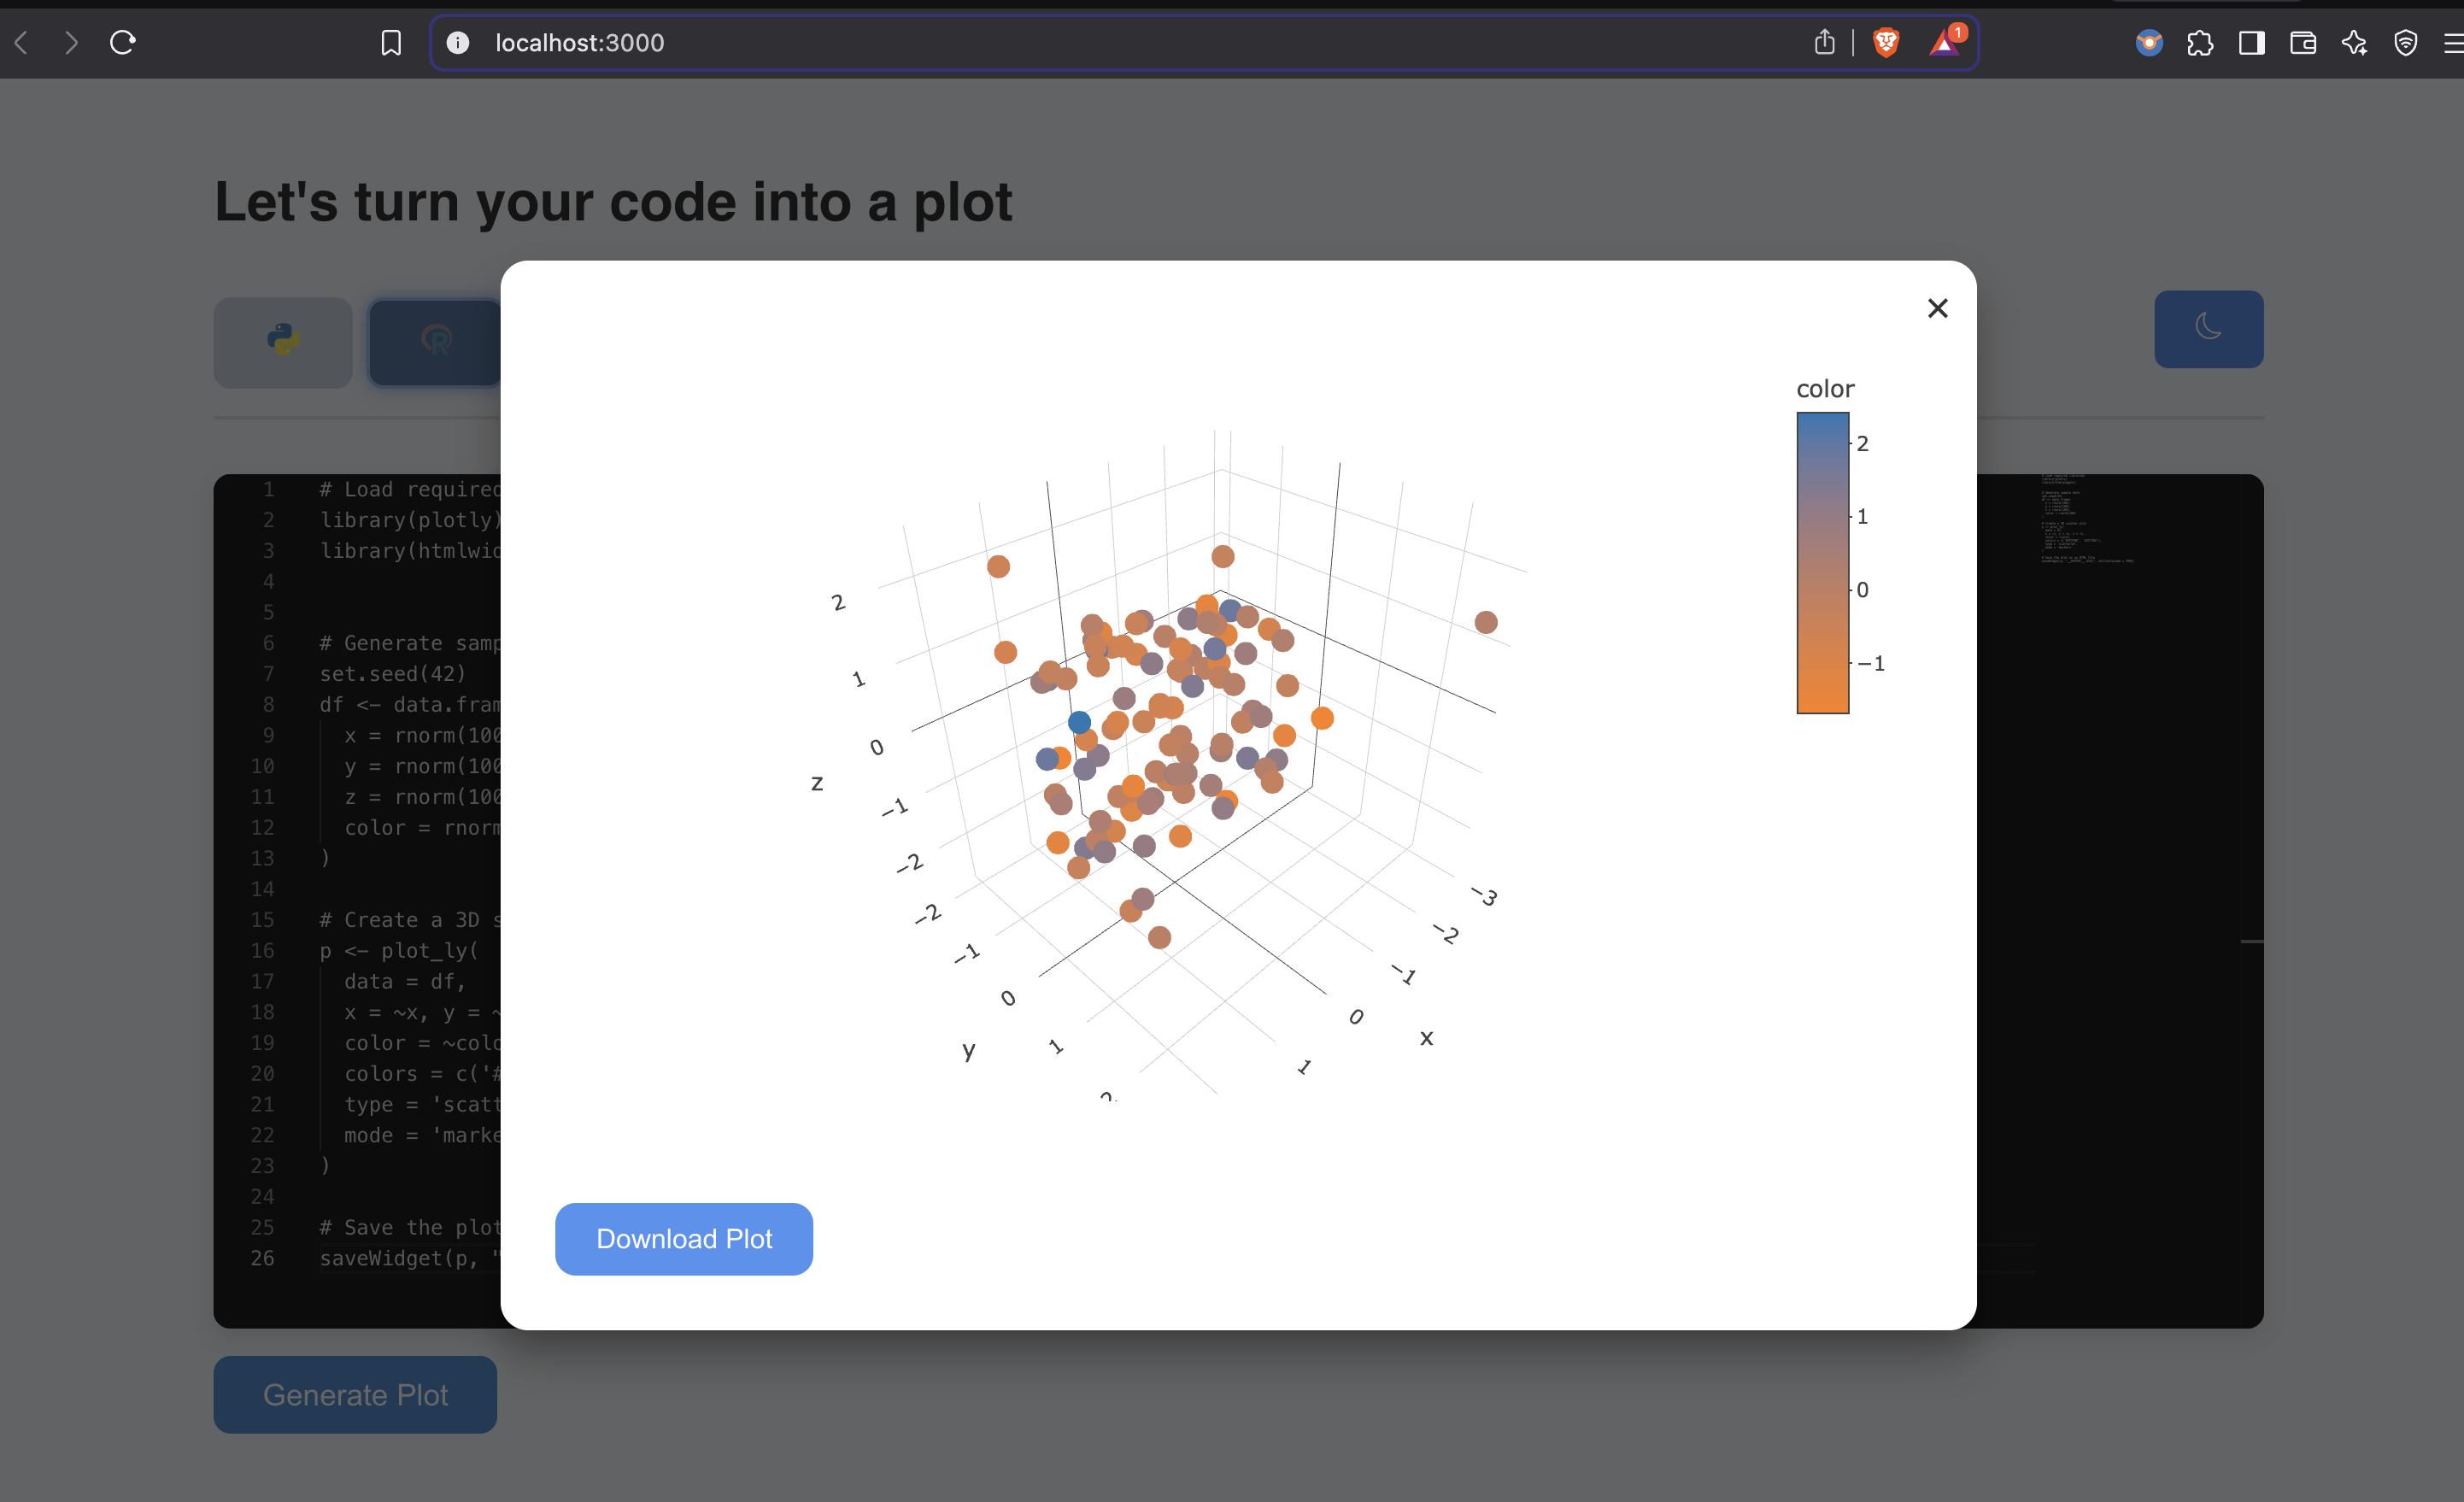 localhost:3000
1
Let's turn your code into a plot
R
×
1 # Load required
2 library(plotly)
3 library(htmlwid
4
5
6 # Generate samp
7 set.seed(42)
8 df <- data.fram
9 x = rnorm(100
10 y = rnorm(100
11 z = rnorm(100
12 color = rnorm
13 )
14
15 # Create a 3D s
16 p <- plot_ly(
17 data = df,
18 x = ~x, y = ~
19 color = ~colo
20 colors = c('#
21 type = 'scatt
22 mode = 'marke
23 )
24
25 # Save the plot
26 saveWidget(p, "
color
2
1
0
−1
2
1
0
−1
−2
z
−2
−1
0
1
2
y
−3
−2
−1
0
1
x
Download Plot
Generate Plot